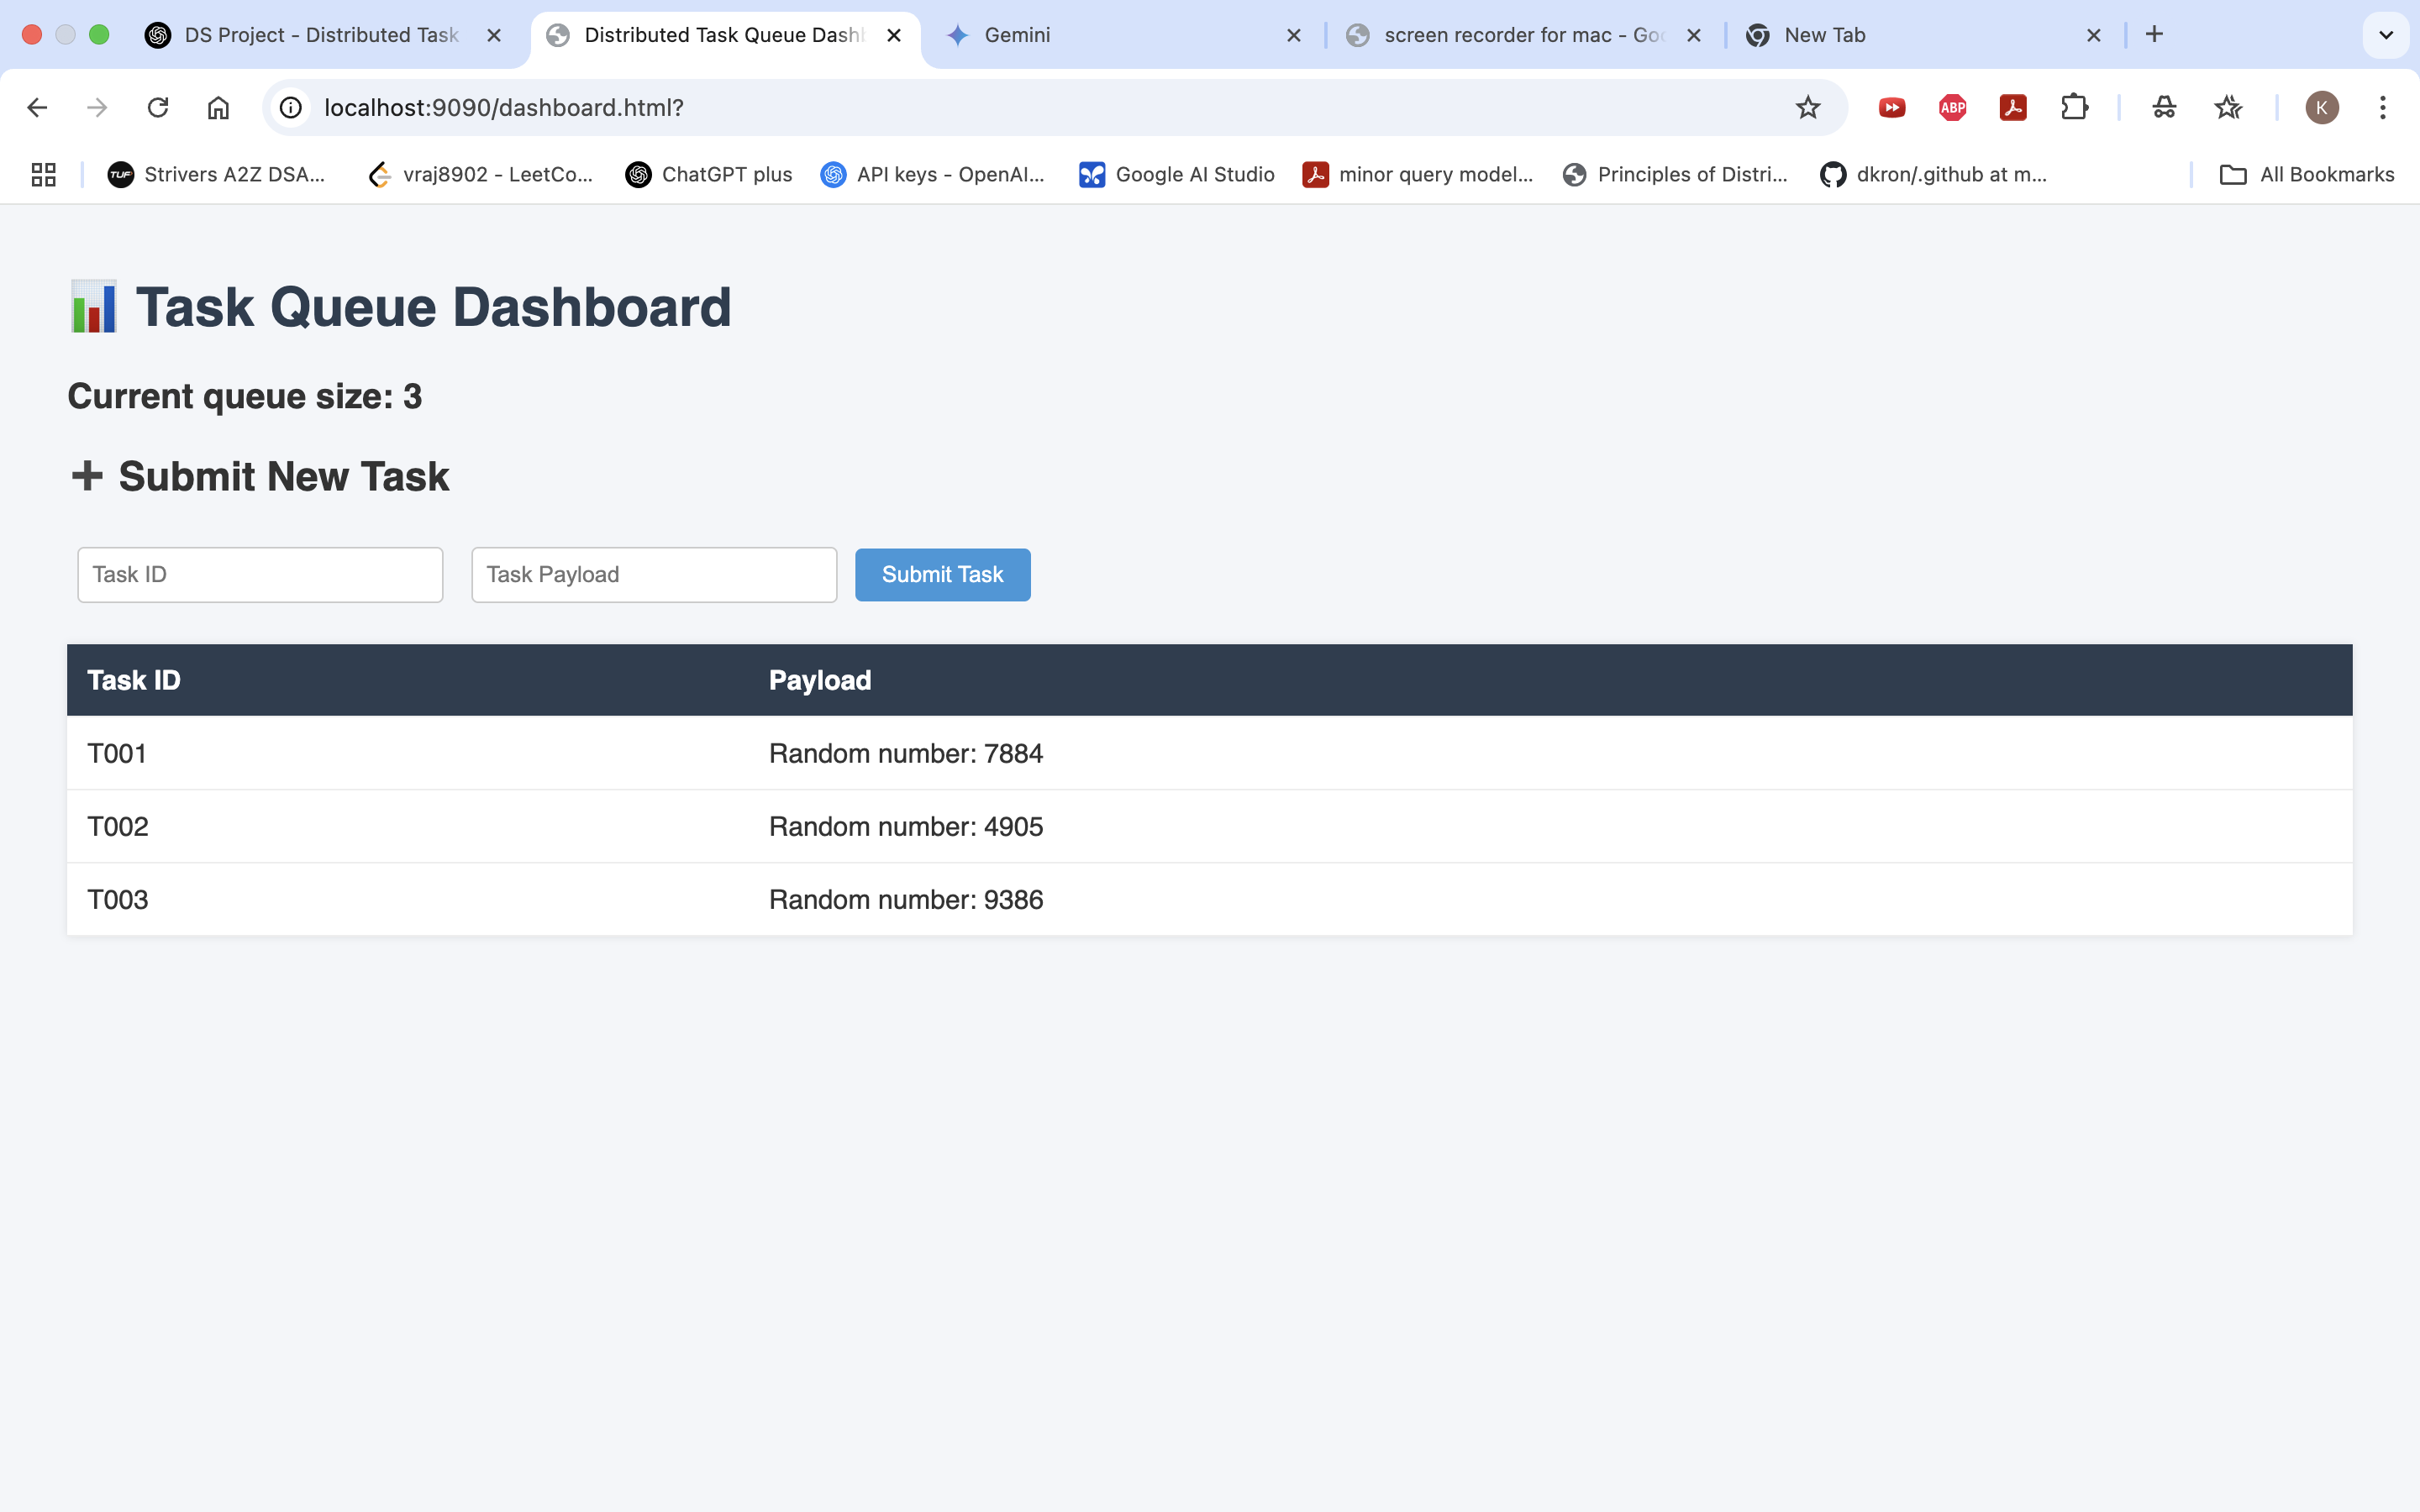 DS Project - Distributed Task
Distributed Task Queue Dash
Gemini
screen recorder for mac - Go
New Tab
localhost:9090/dashboard.html?
ABP
K
TUF
Strivers A2Z DSA...
vraj8902 - LeetCo...
ChatGPT plus
API keys - OpenAI...
Google AI Studio
minor query model...
Principles of Distri...
dkron/.github at m...
All Bookmarks
Task Queue Dashboard
Current queue size: 3
+ Submit New Task
Task ID Task Payload Submit Task
Task ID Payload
T001 Random number: 7884
T002 Random number: 4905
T003 Random number: 9386